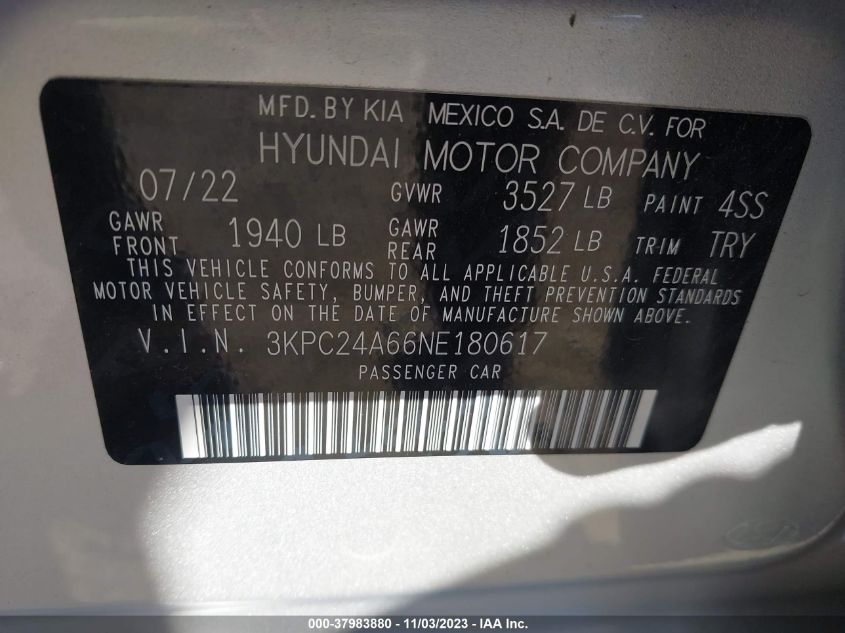 MFD. BY KIA MEXICO S.A. DE C.V. FOR
HYUNDAI MOTOR COMPANY
07/22 GVWR 3527 LB PAINT 4SS
GAWR FRONT 1940 LB GAWR REAR 1852 LB TRIM TRY
THIS VEHICLE CONFORMS TO ALL APPLICABLE U.S.A. FEDERAL
MOTOR VEHICLE SAFETY, BUMPER, AND THEFT PREVENTION STANDARDS
IN EFFECT ON THE DATE OF MANUFACTURE SHOWN ABOVE.
V.I.N. 3KPC24A66NE180617
PASSENGER CAR
000-37983880 - 11/03/2023 - IAA Inc.